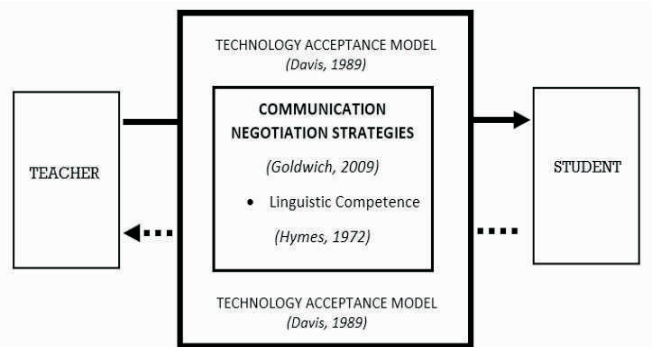 TECHNOLOGY ACCEPTANCE MODEL
(Davis, 1989)
COMMUNICATION
NEGOTIATION STRATEGIES
(Goldwich, 2009)
• Linguistic Competence
(Hymes, 1972)
TECHNOLOGY ACCEPTANCE MODEL
(Davis, 1989)
TEACHER
STUDENT